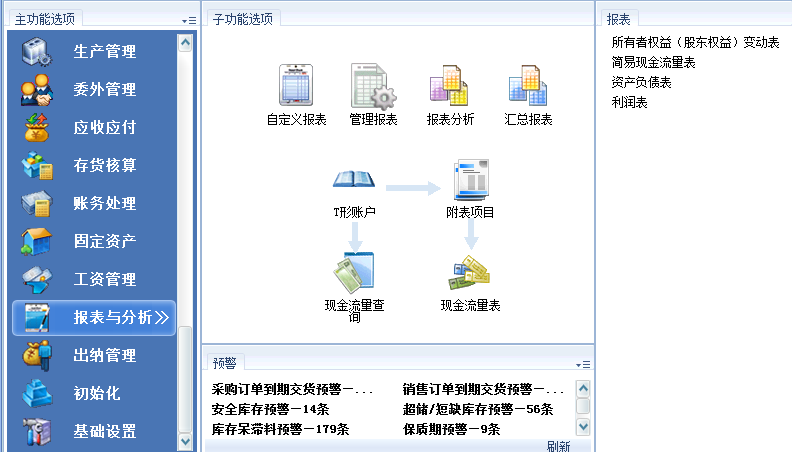 主功能选项
生产管理
委外管理
应收应付
存货核算
账务处理
固定资产
工资管理
报表与分析
出纳管理
初始化
基础设置
子功能选项
自定义报表
管理报表
报表分析
汇总报表
T形账户
附表项目
现金流量查
询
现金流量表
预警
采购订单到期交货预警—...
销售订单到期交货预警—...
安全库存预警—14条
超储/短缺库存预警—56条
库存呆滞料预警—179条
保质期预警—9条
刷新
报表
所有者权益（股东权益）变动表
简易现金流量表
资产负债表
利润表